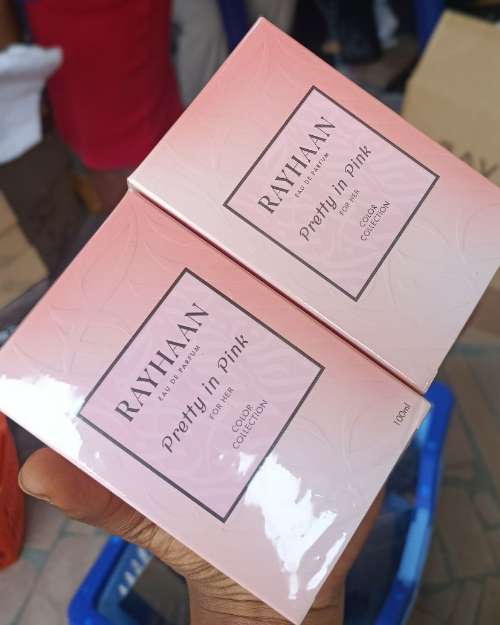 RAYHAAN
EAU DE PARFUM
Pretty in Pink
FOR HER
COLOR
COLLECTION
RAYHAAN
EAU DE PARFUM
Pretty in Pink
FOR HER
COLOR
COLLECTION
100ml